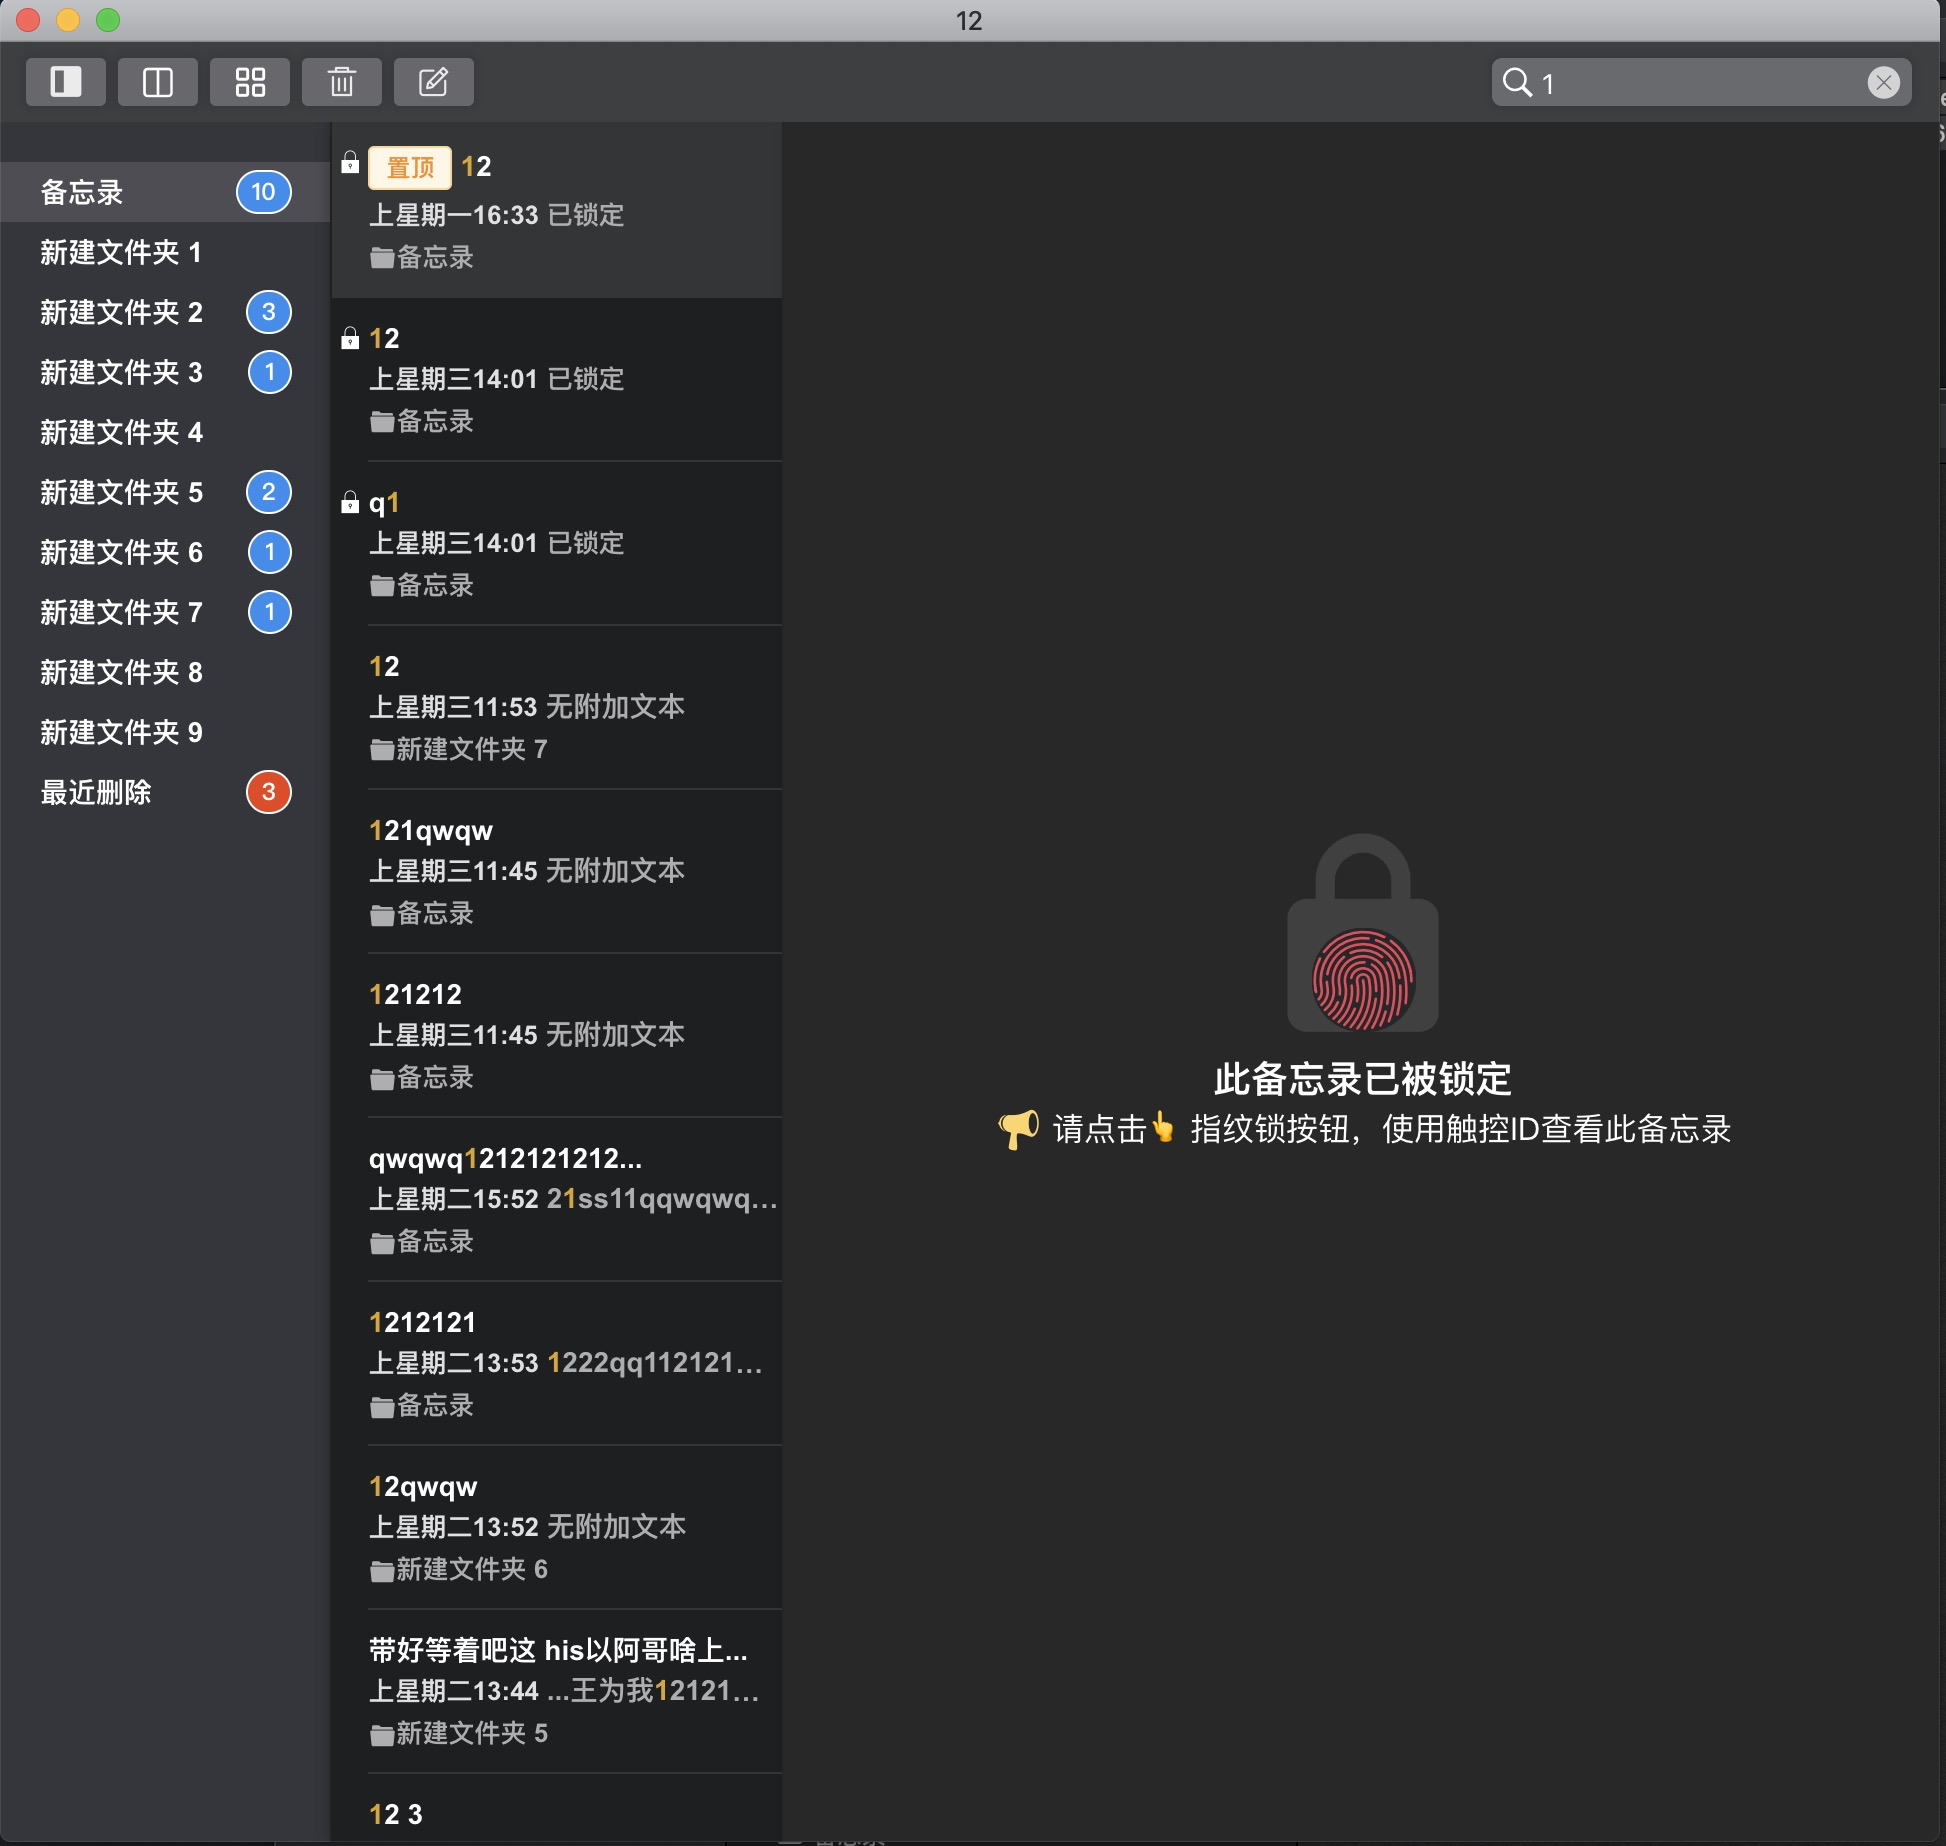 12
1
备忘录 10
新建文件夹 1
新建文件夹 2 3
新建文件夹 3 1
新建文件夹 4
新建文件夹 5 2
新建文件夹 6 1
新建文件夹 7 1
新建文件夹 8
新建文件夹 9
最近删除 3
置顶 12
上星期一16:33 已锁定
备忘录
12
上星期三14:01 已锁定
备忘录
q1
上星期三14:01 已锁定
备忘录
12
上星期三11:53 无附加文本
新建文件夹 7
121qwqw
上星期三11:45 无附加文本
备忘录
121212
上星期三11:45 无附加文本
备忘录
qwqwq1212121212...
上星期二15:52 21ss11qqwqwq...
备忘录
1212121
上星期二13:53 1222qq112121...
备忘录
12qwqw
上星期二13:52 无附加文本
新建文件夹 6
带好等着吧这 his以阿哥啥上...
上星期二13:44 ...王为我12121...
新建文件夹 5
12 3
此备忘录已被锁定
请点击👆 指纹锁按钮，使用触控ID查看此备忘录